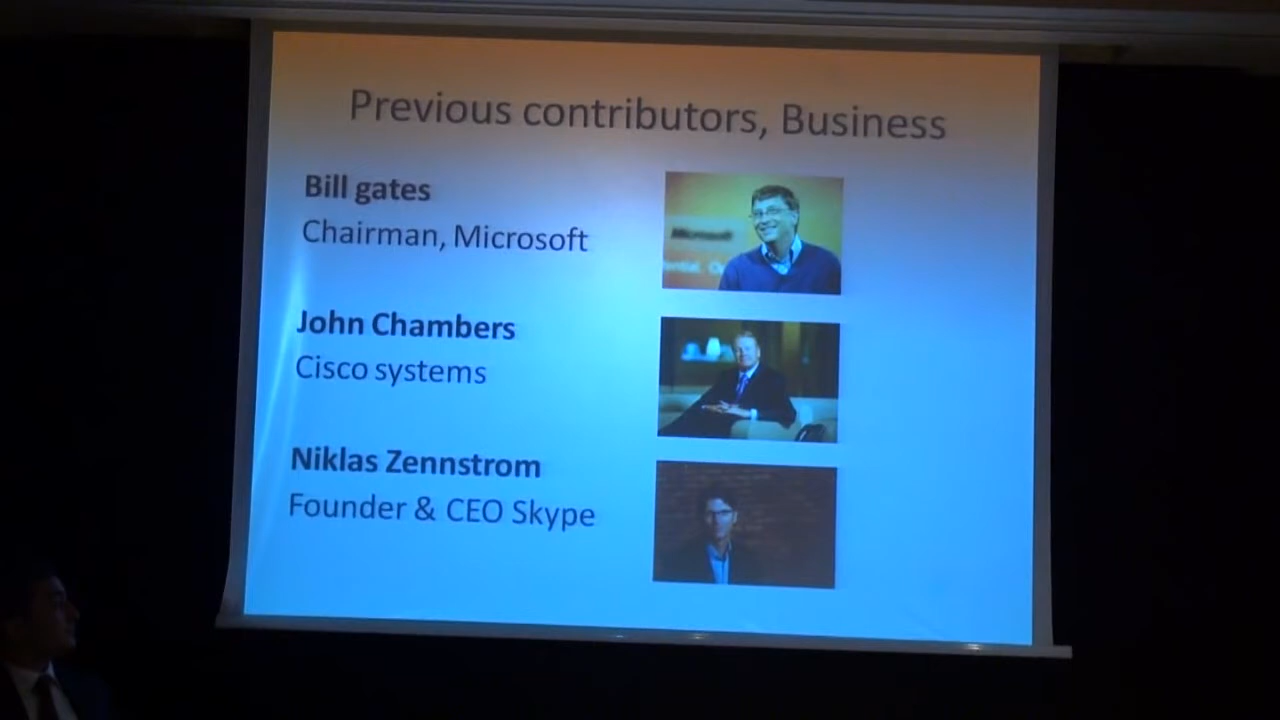 Previous contributors, Business
Bill gates
Chairman, Microsoft
John Chambers
Cisco systems
Niklas Zennstrom
Founder & CEO Skype